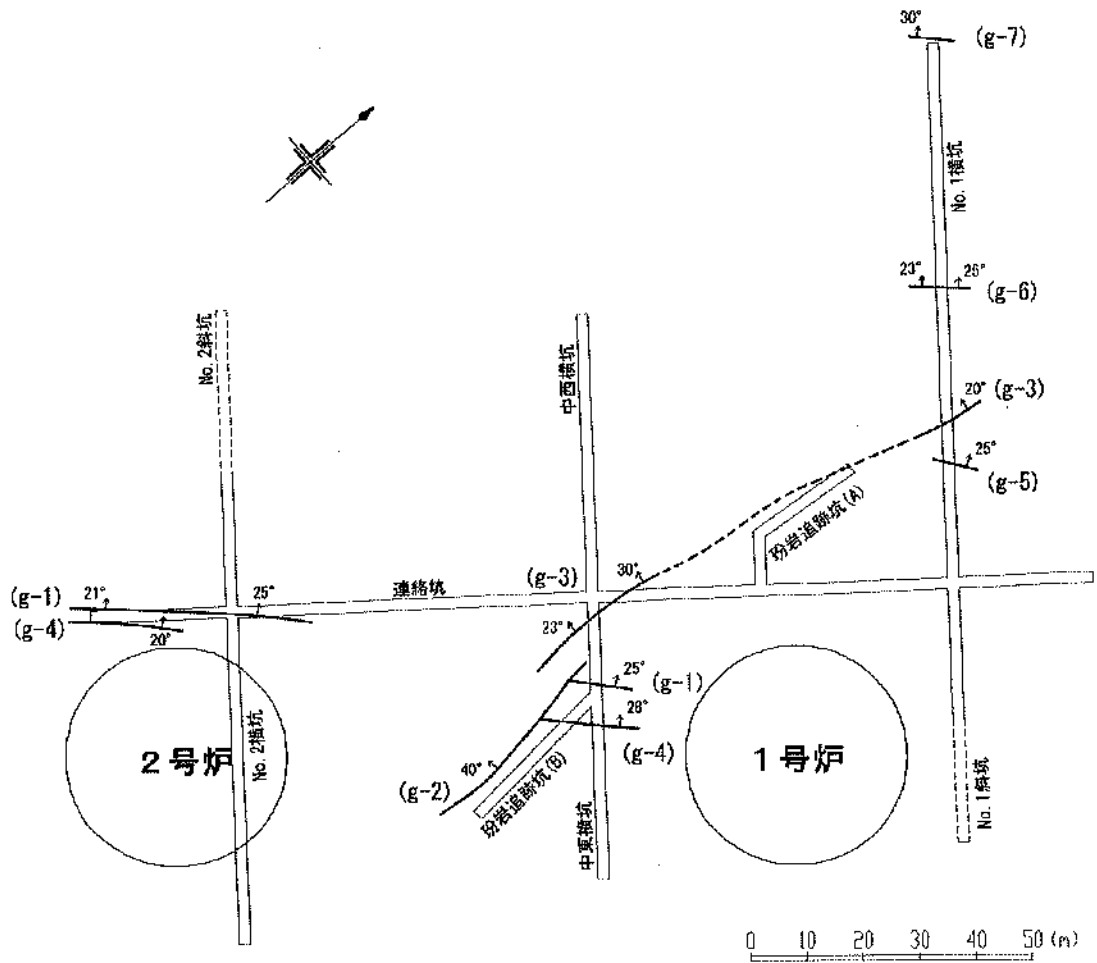 30°
(g-7)
No.1横坑
23°
26°
(g-6)
No.2斜坑
中西横坑
20°
(g-3)
25°
(g-5)
玢岩追跡坑(A)
(g-3)
30°
連絡坑
(g-1)
21°
25°
(g-4)
20°
23°
25°
(g-1)
28°
(g-4)
2号炉
No.2横坑
40°
(g-2)
玢岩追跡坑(B)
中東横坑
1号炉
No.1斜坑
0 10 20 30 40 50 (m)